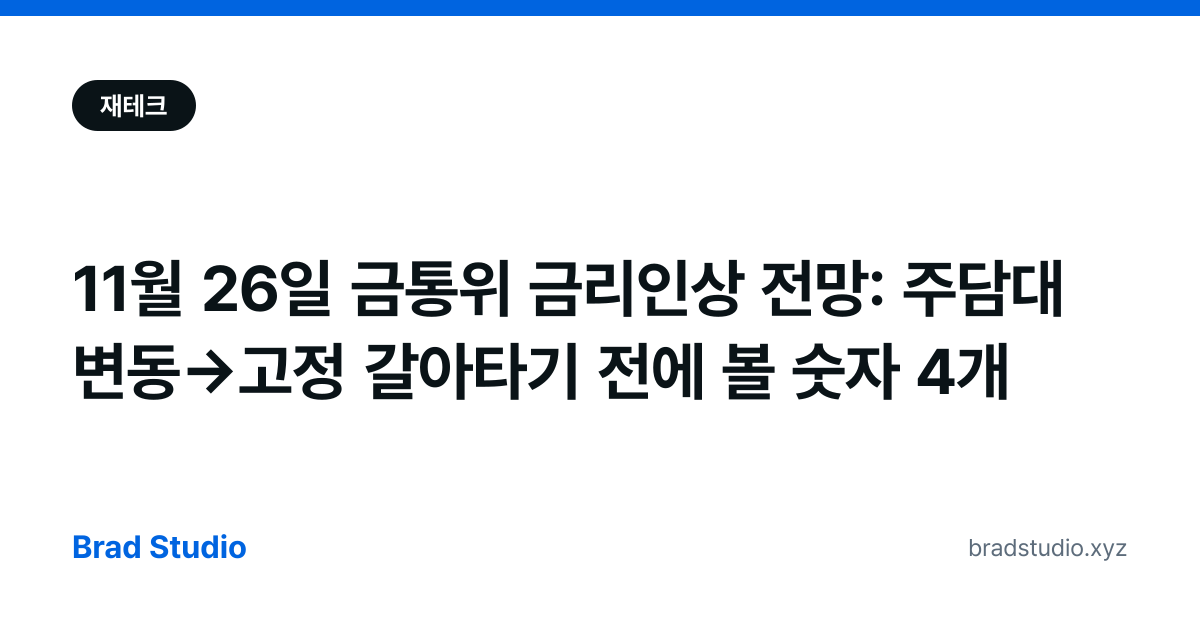 재테크
11월 26일 금통위 금리인상 전망: 주담대
변동→고정 갈아타기 전에 볼 숫자 4개
Brad Studio
bradstudio.xyz